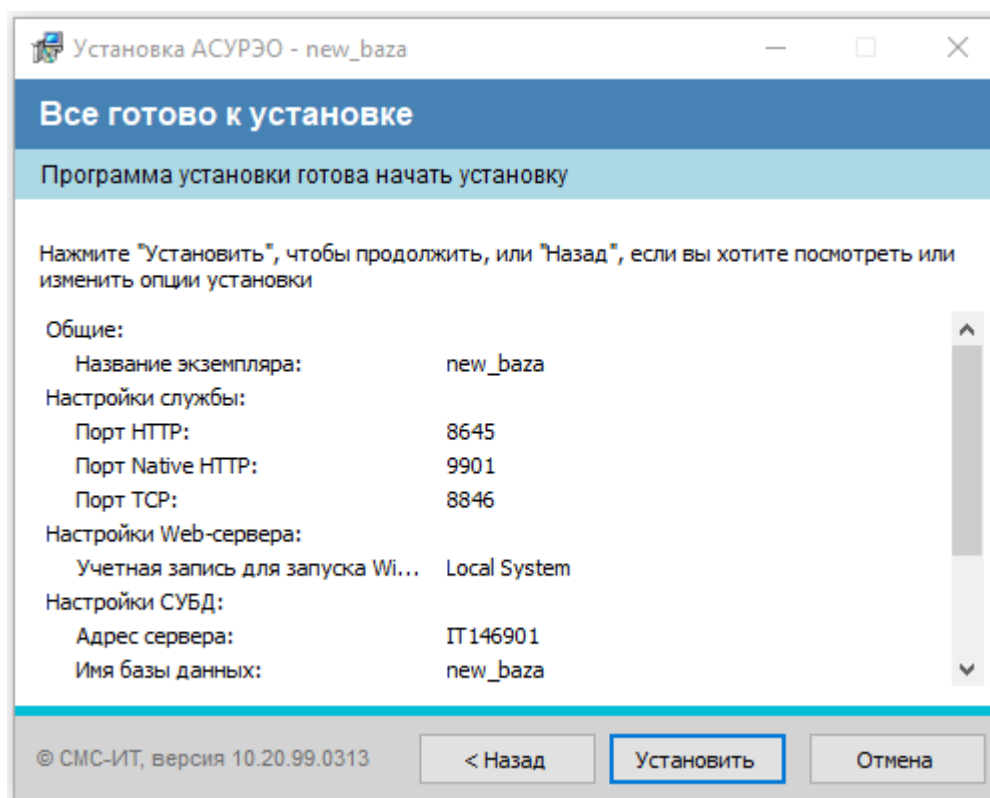 Установка АСУРЭО - new_baza
Все готово к установке
Программа установки готова начать установку
Нажмите "Установить", чтобы продолжить, или "Назад", если вы хотите посмотреть или
изменить опции установки
Общие:
Название экземпляра: new_baza
Настройки службы:
Порт HTTP: 8645
Порт Native HTTP: 9901
Порт TCP: 8846
Настройки Web-сервера:
Учетная запись для запуска Wi... Local System
Настройки СУБД:
Адрес сервера: IT146901
Имя базы данных: new_baza
© СМС-ИТ, версия 10.20.99.0313 < Назад Установить Отмена